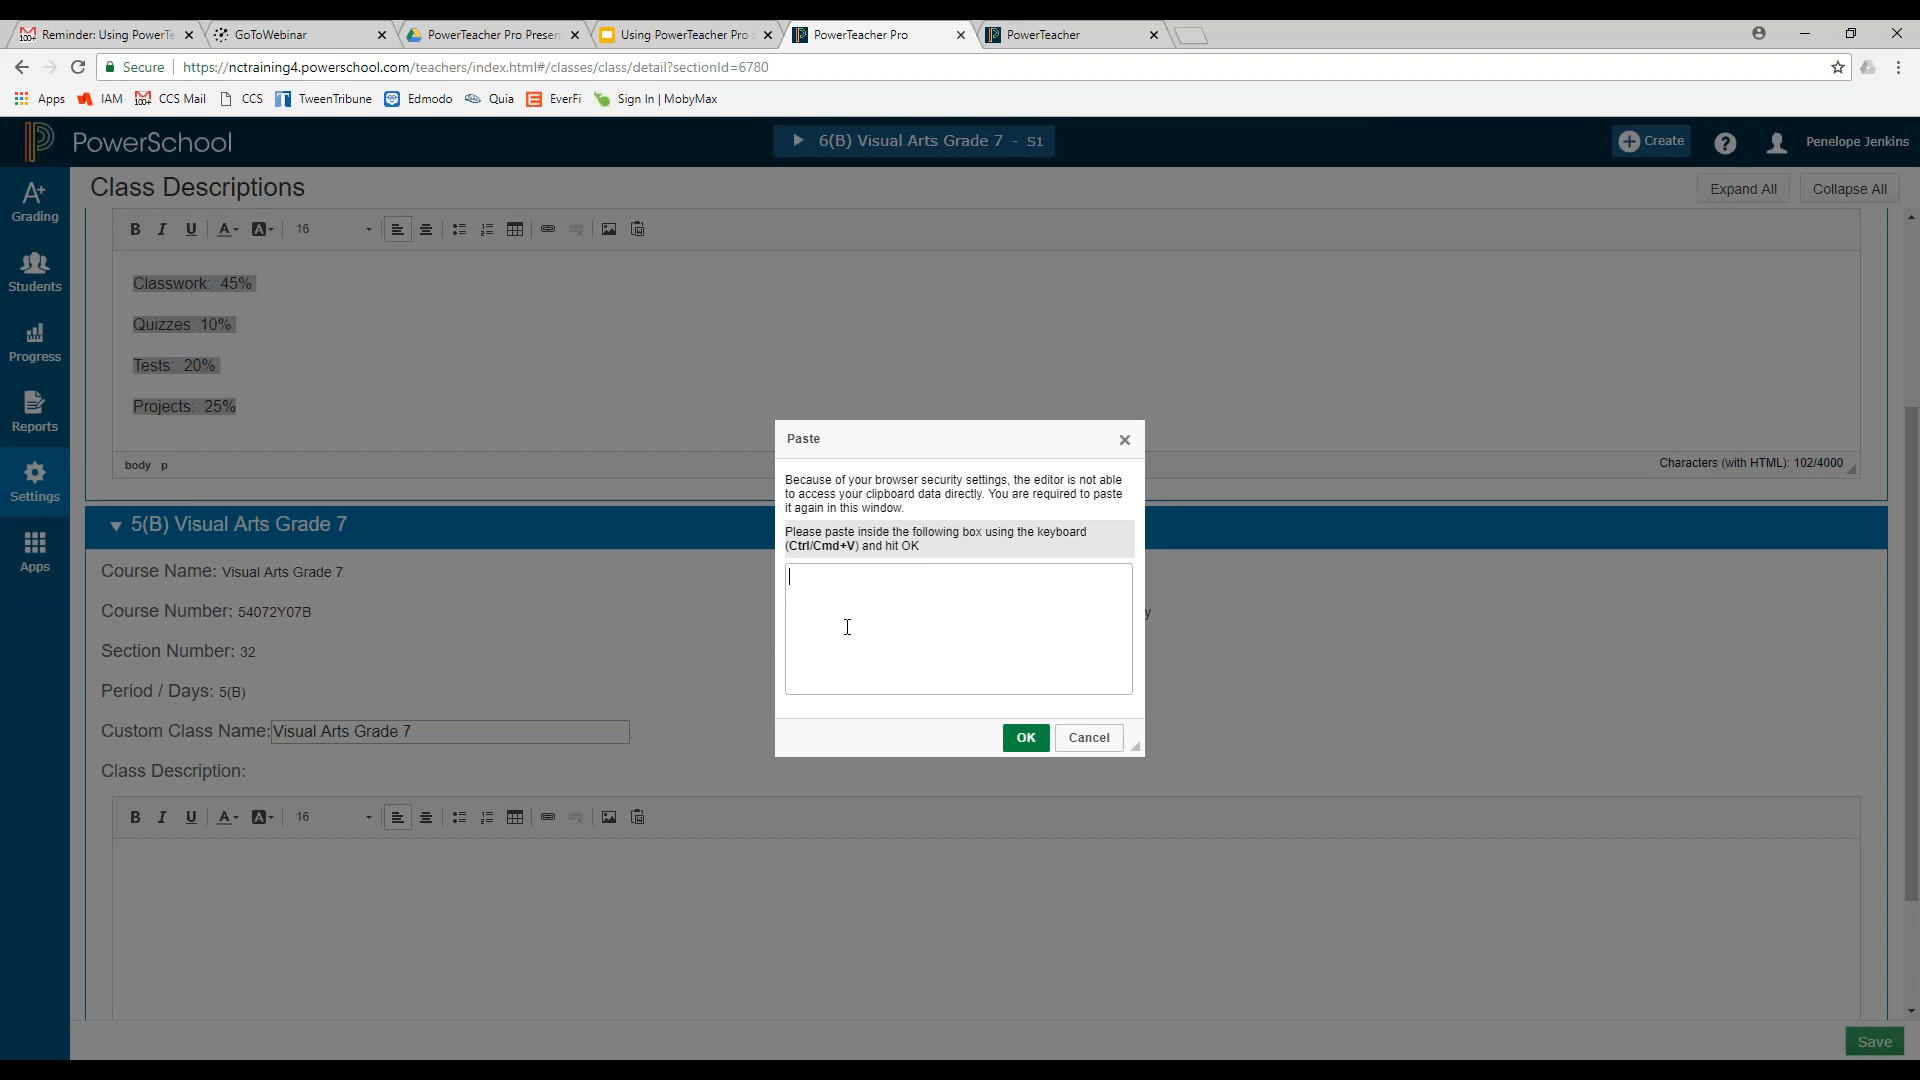 Reminder: Using PowerTe
GoToWebinar
PowerTeacher Pro Presen
Using PowerTeacher Pro
PowerTeacher Pro
PowerTeacher
Secure
https://nctraining4.powerschool.com/teachers/index.html#/classes/class/detail?sectionId=6780
Apps
IAM
CCS Mail
CCS
TweenTribune
Edmodo
Quia
EverFi
Sign In | MobyMax
PowerSchool
6(B) Visual Arts Grade 7 - S1
Create
Penelope Jenkins
Grading
Students
Progress
Reports
Settings
Apps
Class Descriptions
Expand All
Collapse All
B I U A A 16
Classwork: 45%
Quizzes: 10%
Tests: 20%
Projects: 25%
body p
Characters (with HTML): 102/4000
5(B) Visual Arts Grade 7
Course Name: Visual Arts Grade 7
Course Number: 54072Y07B
y
Section Number: 32
Period / Days: 5(B)
Custom Class Name: Visual Arts Grade 7
Class Description:
B I U A A 16
Paste
Because of your browser security settings, the editor is not able
to access your clipboard data directly. You are required to paste
it again in this window.
Please paste inside the following box using the keyboard
(Ctrl/Cmd+V) and hit OK
OK
Cancel
Save